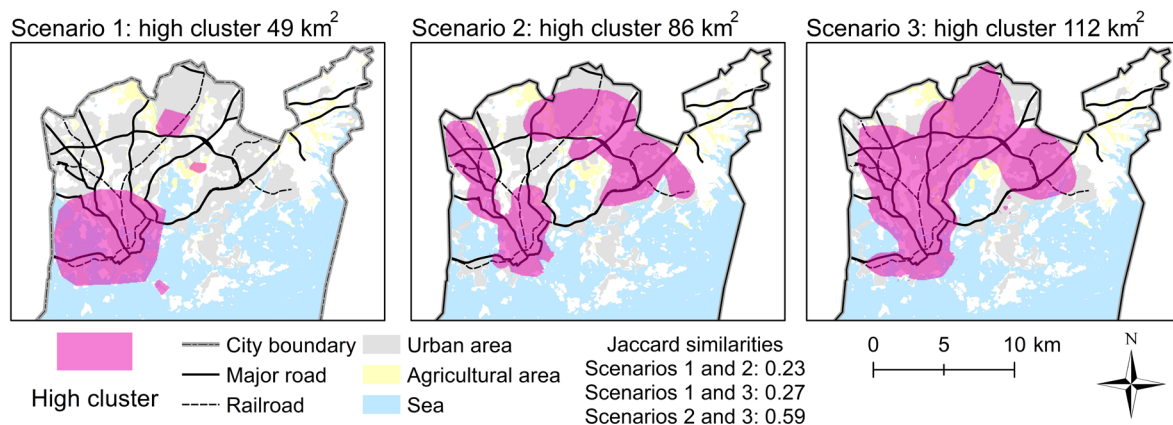 Scenario 1: high cluster 49 km²
Scenario 2: high cluster 86 km²
Scenario 3: high cluster 112 km²
High cluster
City boundary
Major road
Railroad
Urban area
Agricultural area
Sea
Jaccard similarities
Scenarios 1 and 2: 0.23
Scenarios 1 and 3: 0.27
Scenarios 2 and 3: 0.59
0 5 10 km
N